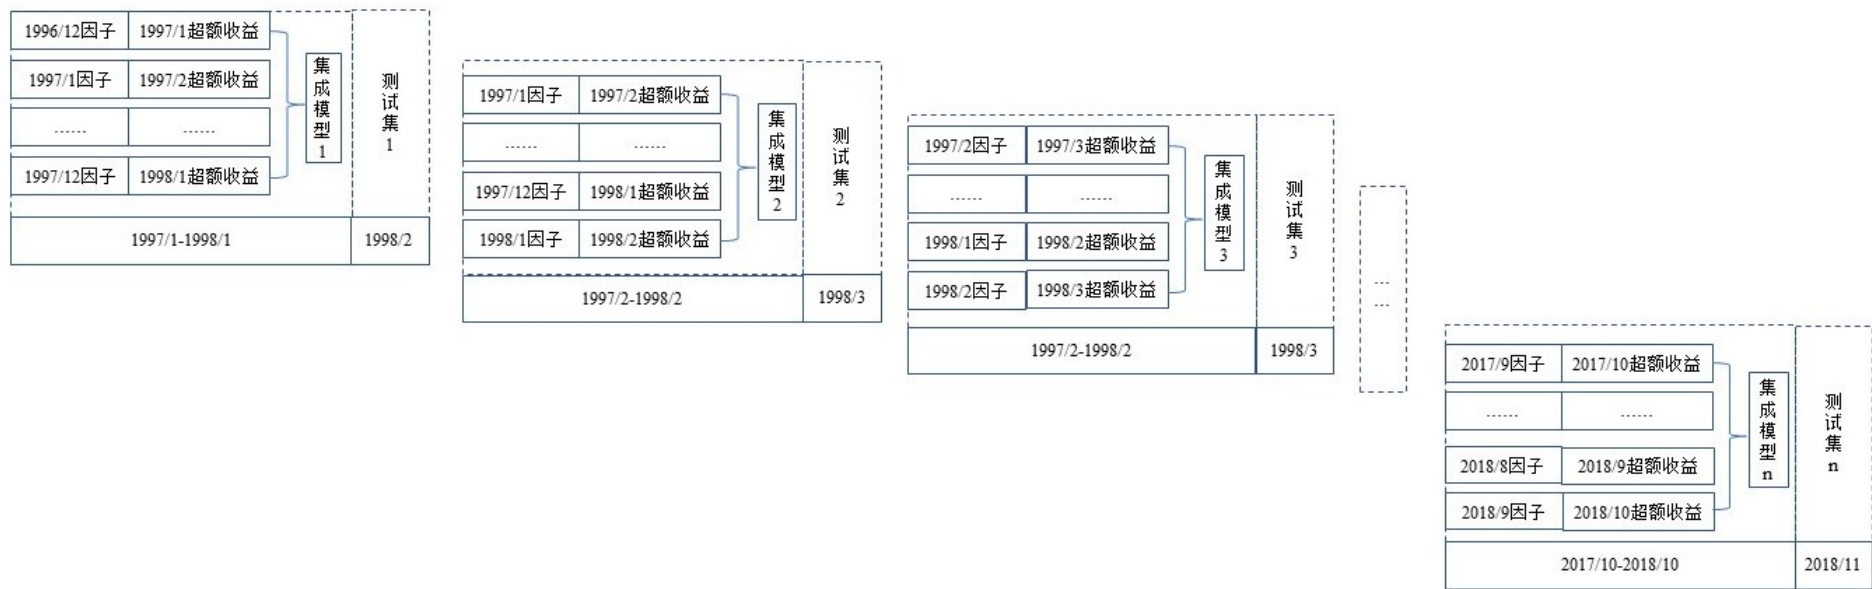 1996/12因子 1997/1超额收益
1997/1因子 1997/2超额收益
...... ......
1997/12因子 1998/1超额收益
集成模型1
测试集1
1997/1-1998/1 1998/2
1997/1因子 1997/2超额收益
...... ......
1997/12因子 1998/1超额收益
1998/1因子 1998/2超额收益
集成模型2
测试集2
1997/2-1998/2 1998/3
1997/2因子 1997/3超额收益
...... ......
1998/1因子 1998/2超额收益
1998/2因子 1998/3超额收益
集成模型3
测试集3
1997/2-1998/2 1998/3
...
...
2017/9因子 2017/10超额收益
...... ......
2018/8因子 2018/9超额收益
2018/9因子 2018/10超额收益
集成模型n
测试集n
2017/10-2018/10 2018/11